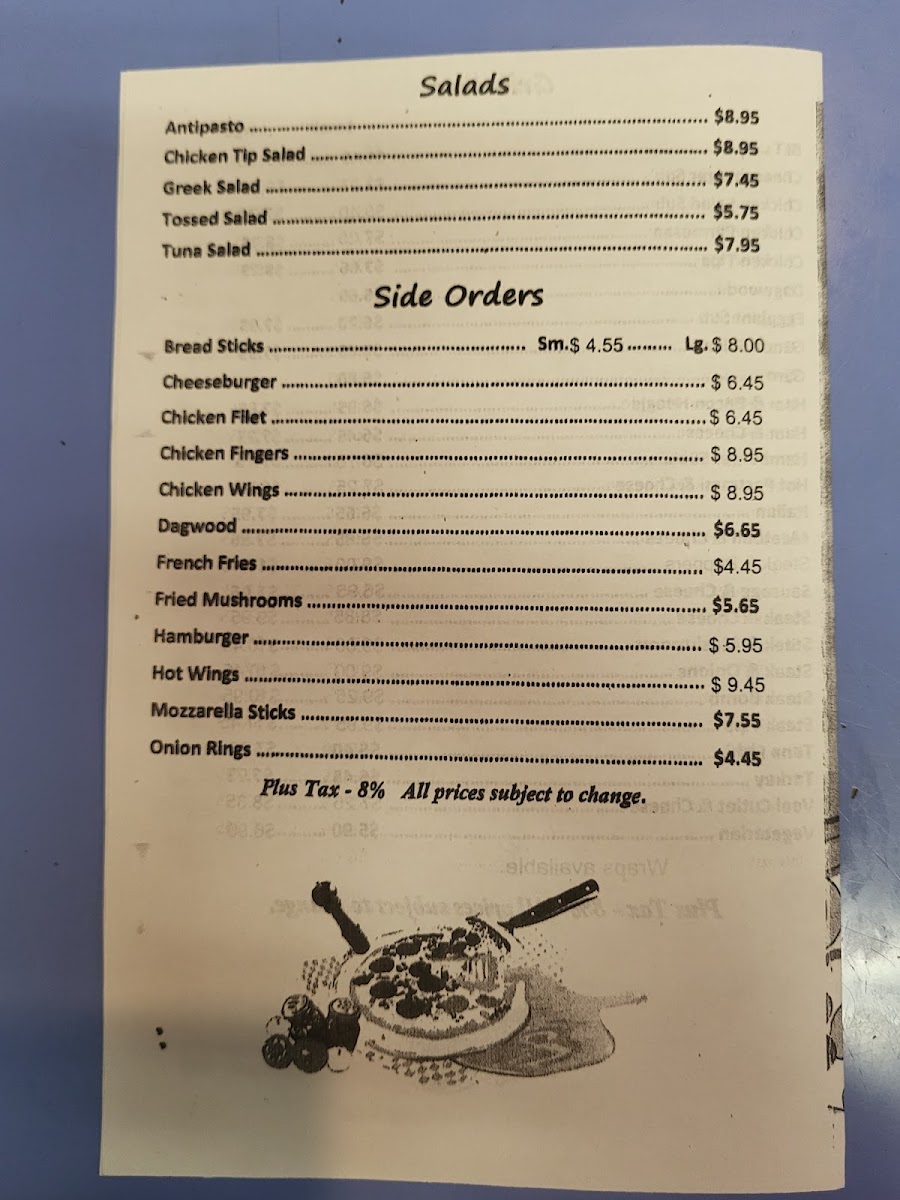 Salads
Antipasto ........ $8.95
Chicken Tip Salad ........ $8.95
Greek Salad ........ $7.45
Tossed Salad ........ $5.75
Tuna Salad ........ $7.95
Side Orders
Bread Sticks ........ Sm.$ 4.55 ......... Lg. $ 8.00
Cheeseburger ........ $ 6.45
Chicken Filet ........ $ 6.45
Chicken Fingers ........ $ 8.95
Chicken Wings ........ $ 8.95
Dagwood ........ $6.65
French Fries ........ $4.45
Fried Mushrooms ........ $5.65
Hamburger ........ $ 5.95
Hot Wings ........ $ 9.45
Mozzarella Sticks ........ $7.55
Onion Rings ........ $4.45
Plus Tax - 8% All prices subject to change.